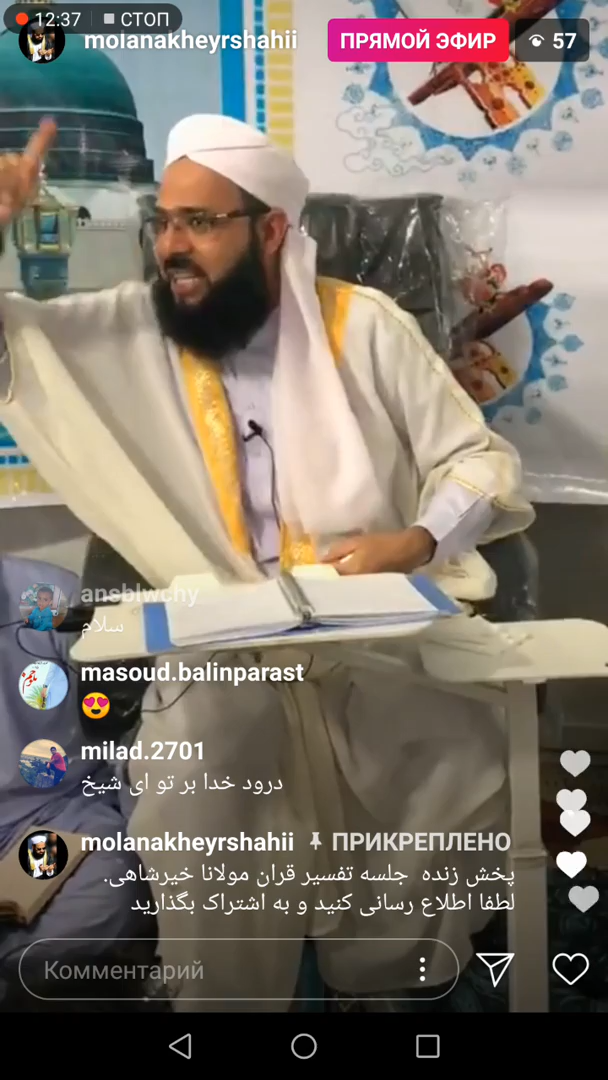 12:37 СТОП
molanakheyrshahii ПРЯМОЙ ЭФИР 57
ansblwchy
سلام
masoud.balinparast
😍
milad.2701
درود خدا بر تو ای شیخ
molanakheyrshahii ПРИКРЕПЛЕНО
پخش زنده جلسه تفسیر قران مولانا خیرشاهی.
لطفا اطلاع رسانی کنید و به اشتراک بگذارید
Комментарий